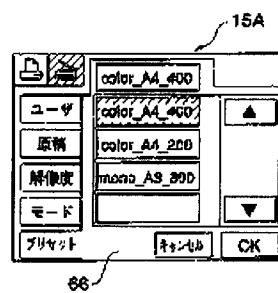 15A
color_A4_400
ユーザ
color_A4_400
原稿
color_A4_200
解像度
mono_A3_300
モード
プリセット
キャンセル
OK
66